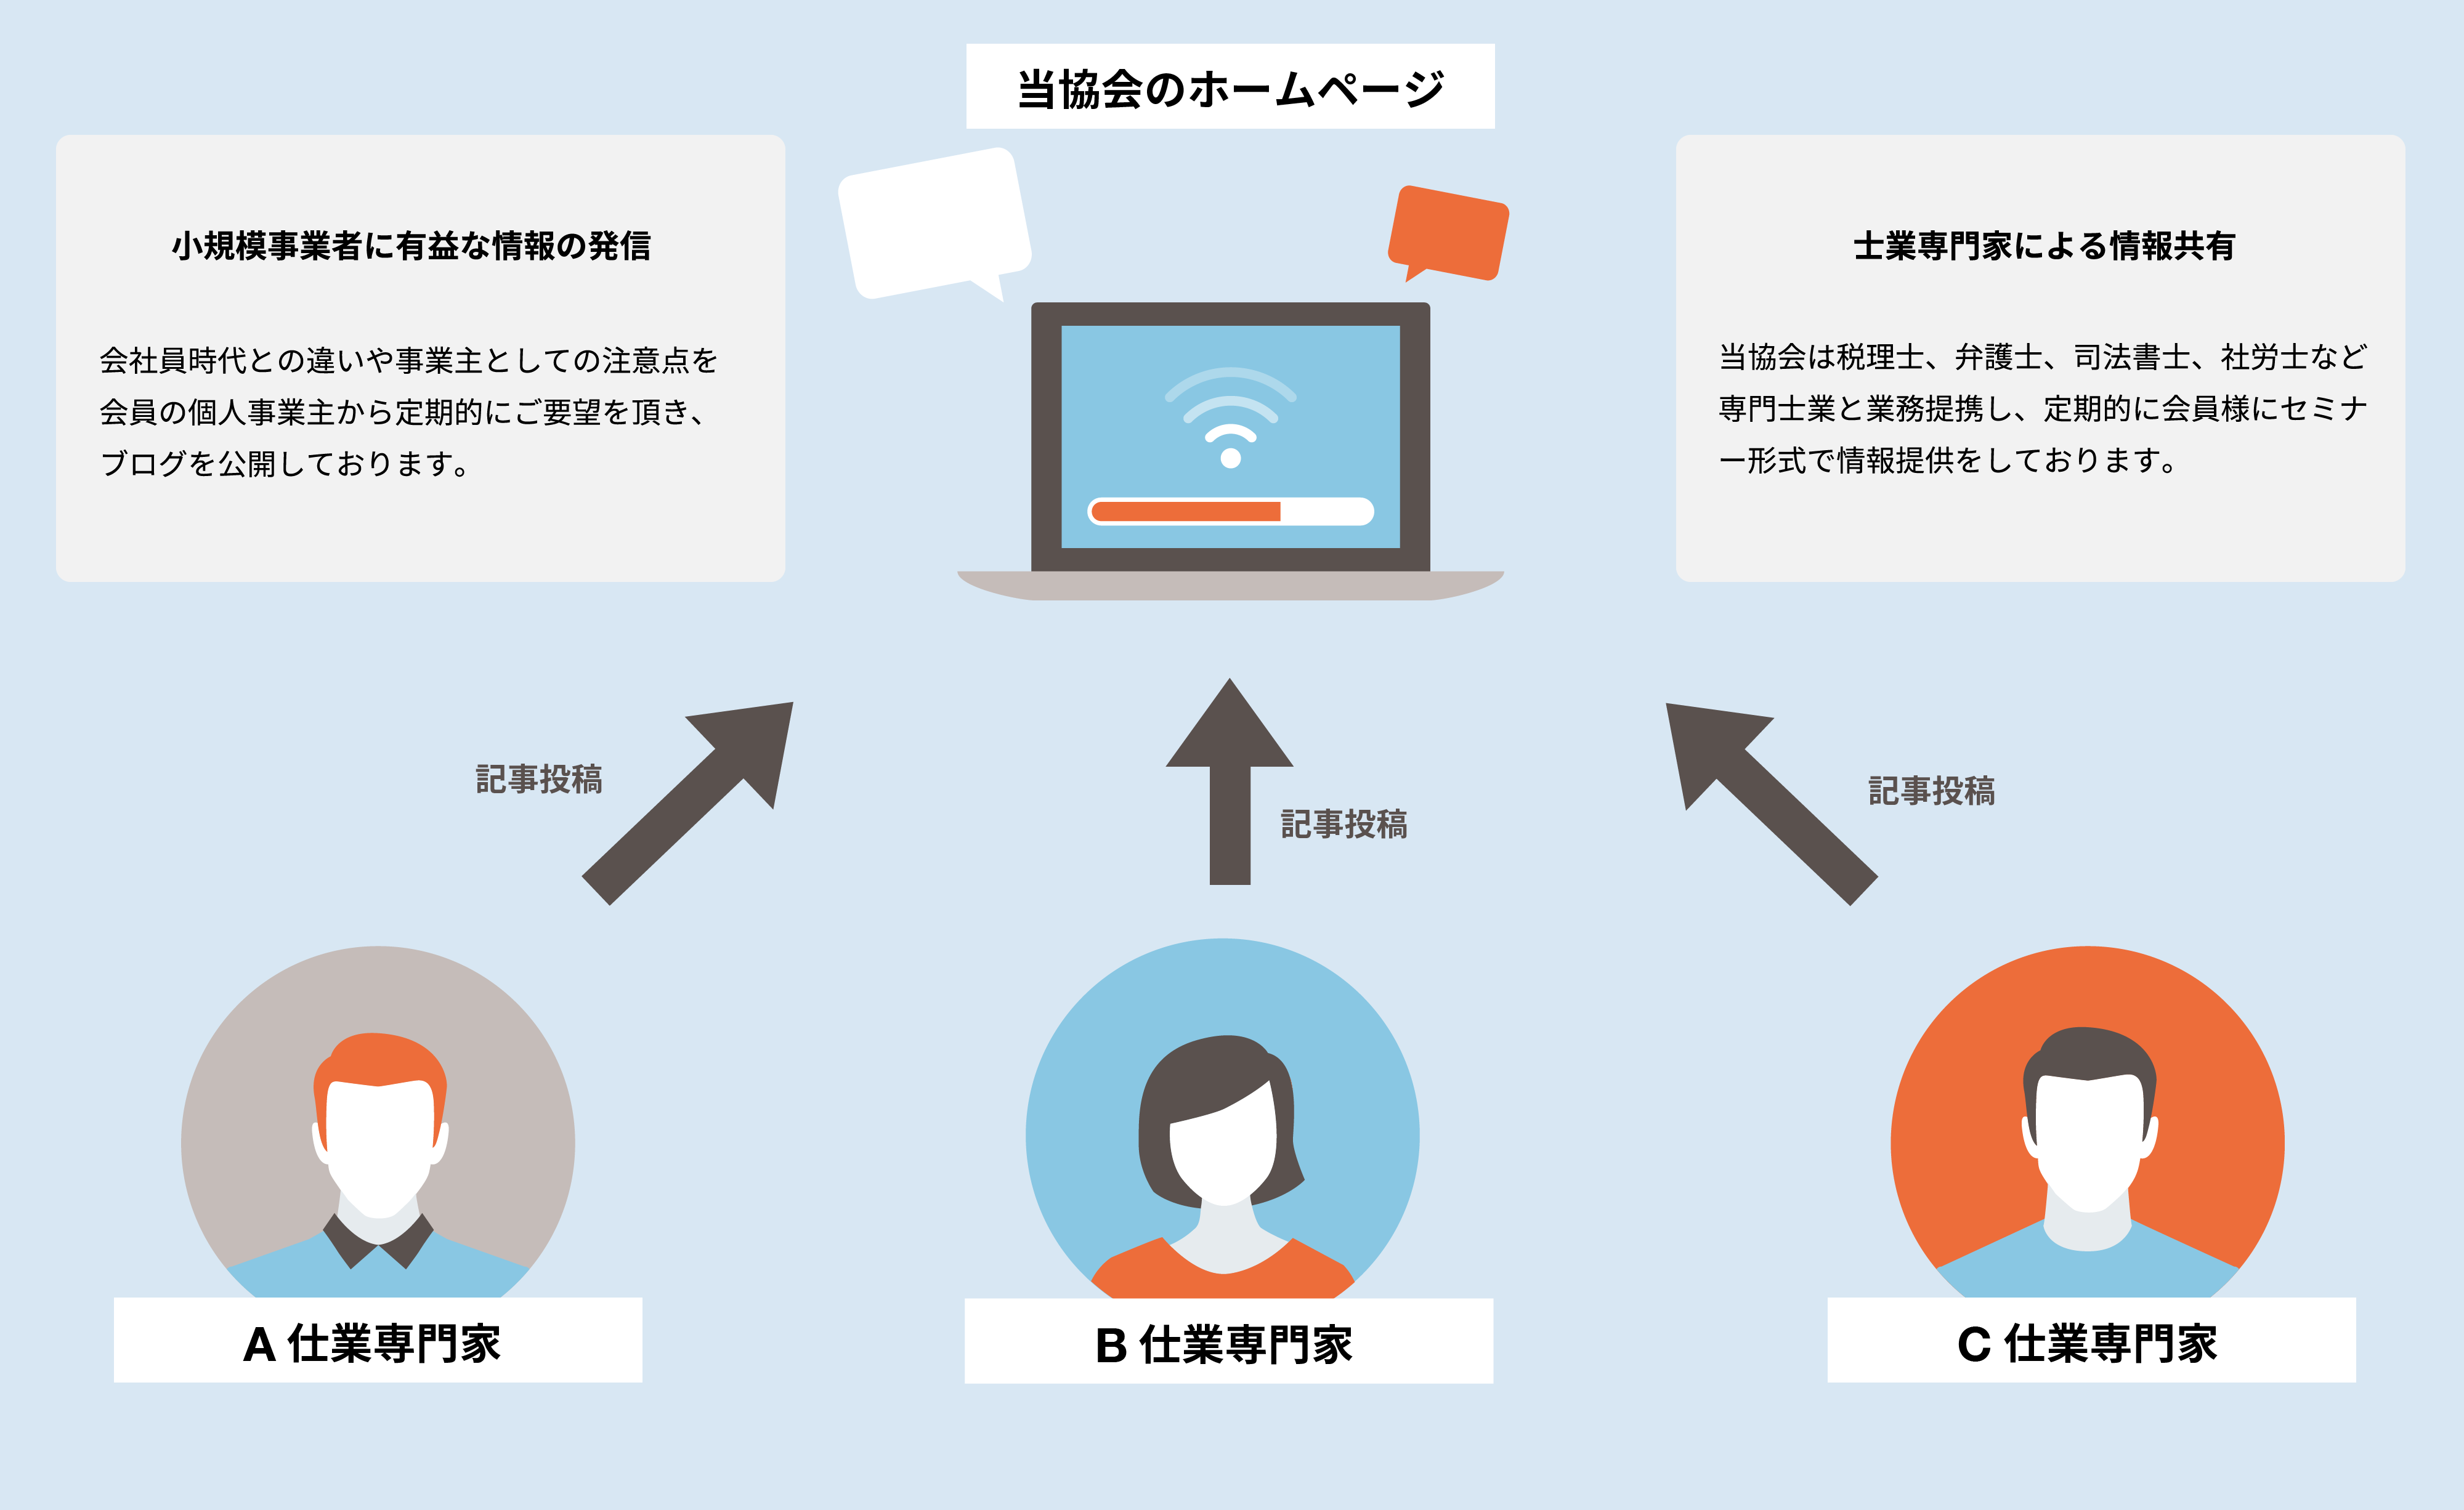 当協会のホームページ
小規模事業者に有益な情報の発信
会社員時代との違いや事業主としての注意点を
会員の個人事業主から定期的にご要望を頂き、
ブログを公開しております。
士業専門家による情報共有
当協会は税理士、弁護士、司法書士、社労士など
専門士業と業務提携し、定期的に会員様にセミナ
ー形式で情報提供をしております。
記事投稿
記事投稿
記事投稿
A 仕業専門家
B 仕業専門家
C 仕業専門家